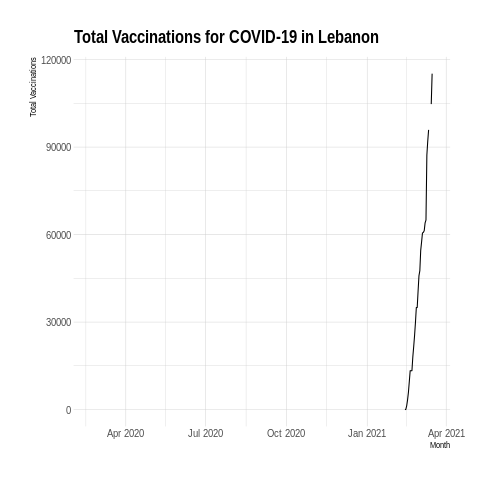 Total Vaccinations for COVID-19 in Lebanon
Total Vaccinations
120000
90000
60000
30000
0
Apr 2020 Jul 2020 Oct 2020 Jan 2021 Apr 2021
Month